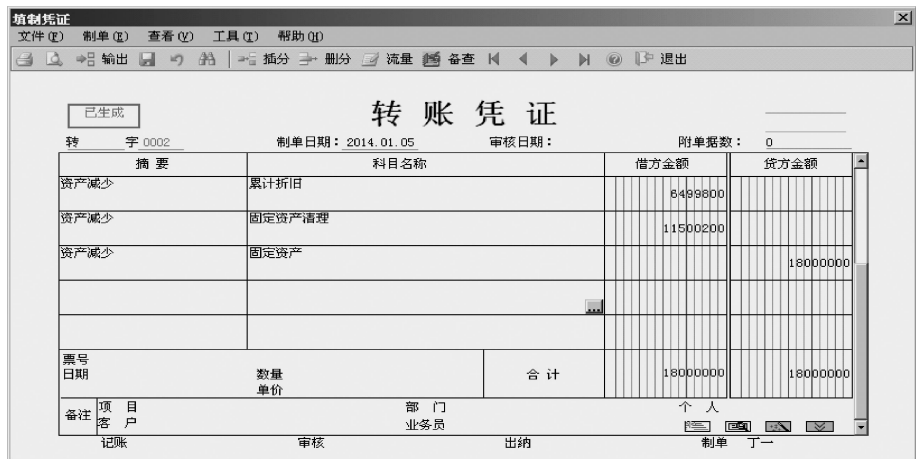 填制凭证
文件(F) 制单(E) 查看(V) 工具(T) 帮助(H)
输出 插分 删分 流量 备查 退出
已生成
转 账 凭 证
转 字 0002 制单日期：2014.01.05 审核日期： 附单据数： 0
摘 要 科目名称 借方金额 贷方金额
资产减少 累计折旧 6499800
资产减少 固定资产清理 11500200
资产减少 固定资产 18000000
...
票号
日期 数量 合 计 18000000 18000000
单价
备注 项 目 部 门 个 人
客 户 业务员
记账 审核 出纳 制单 丁一